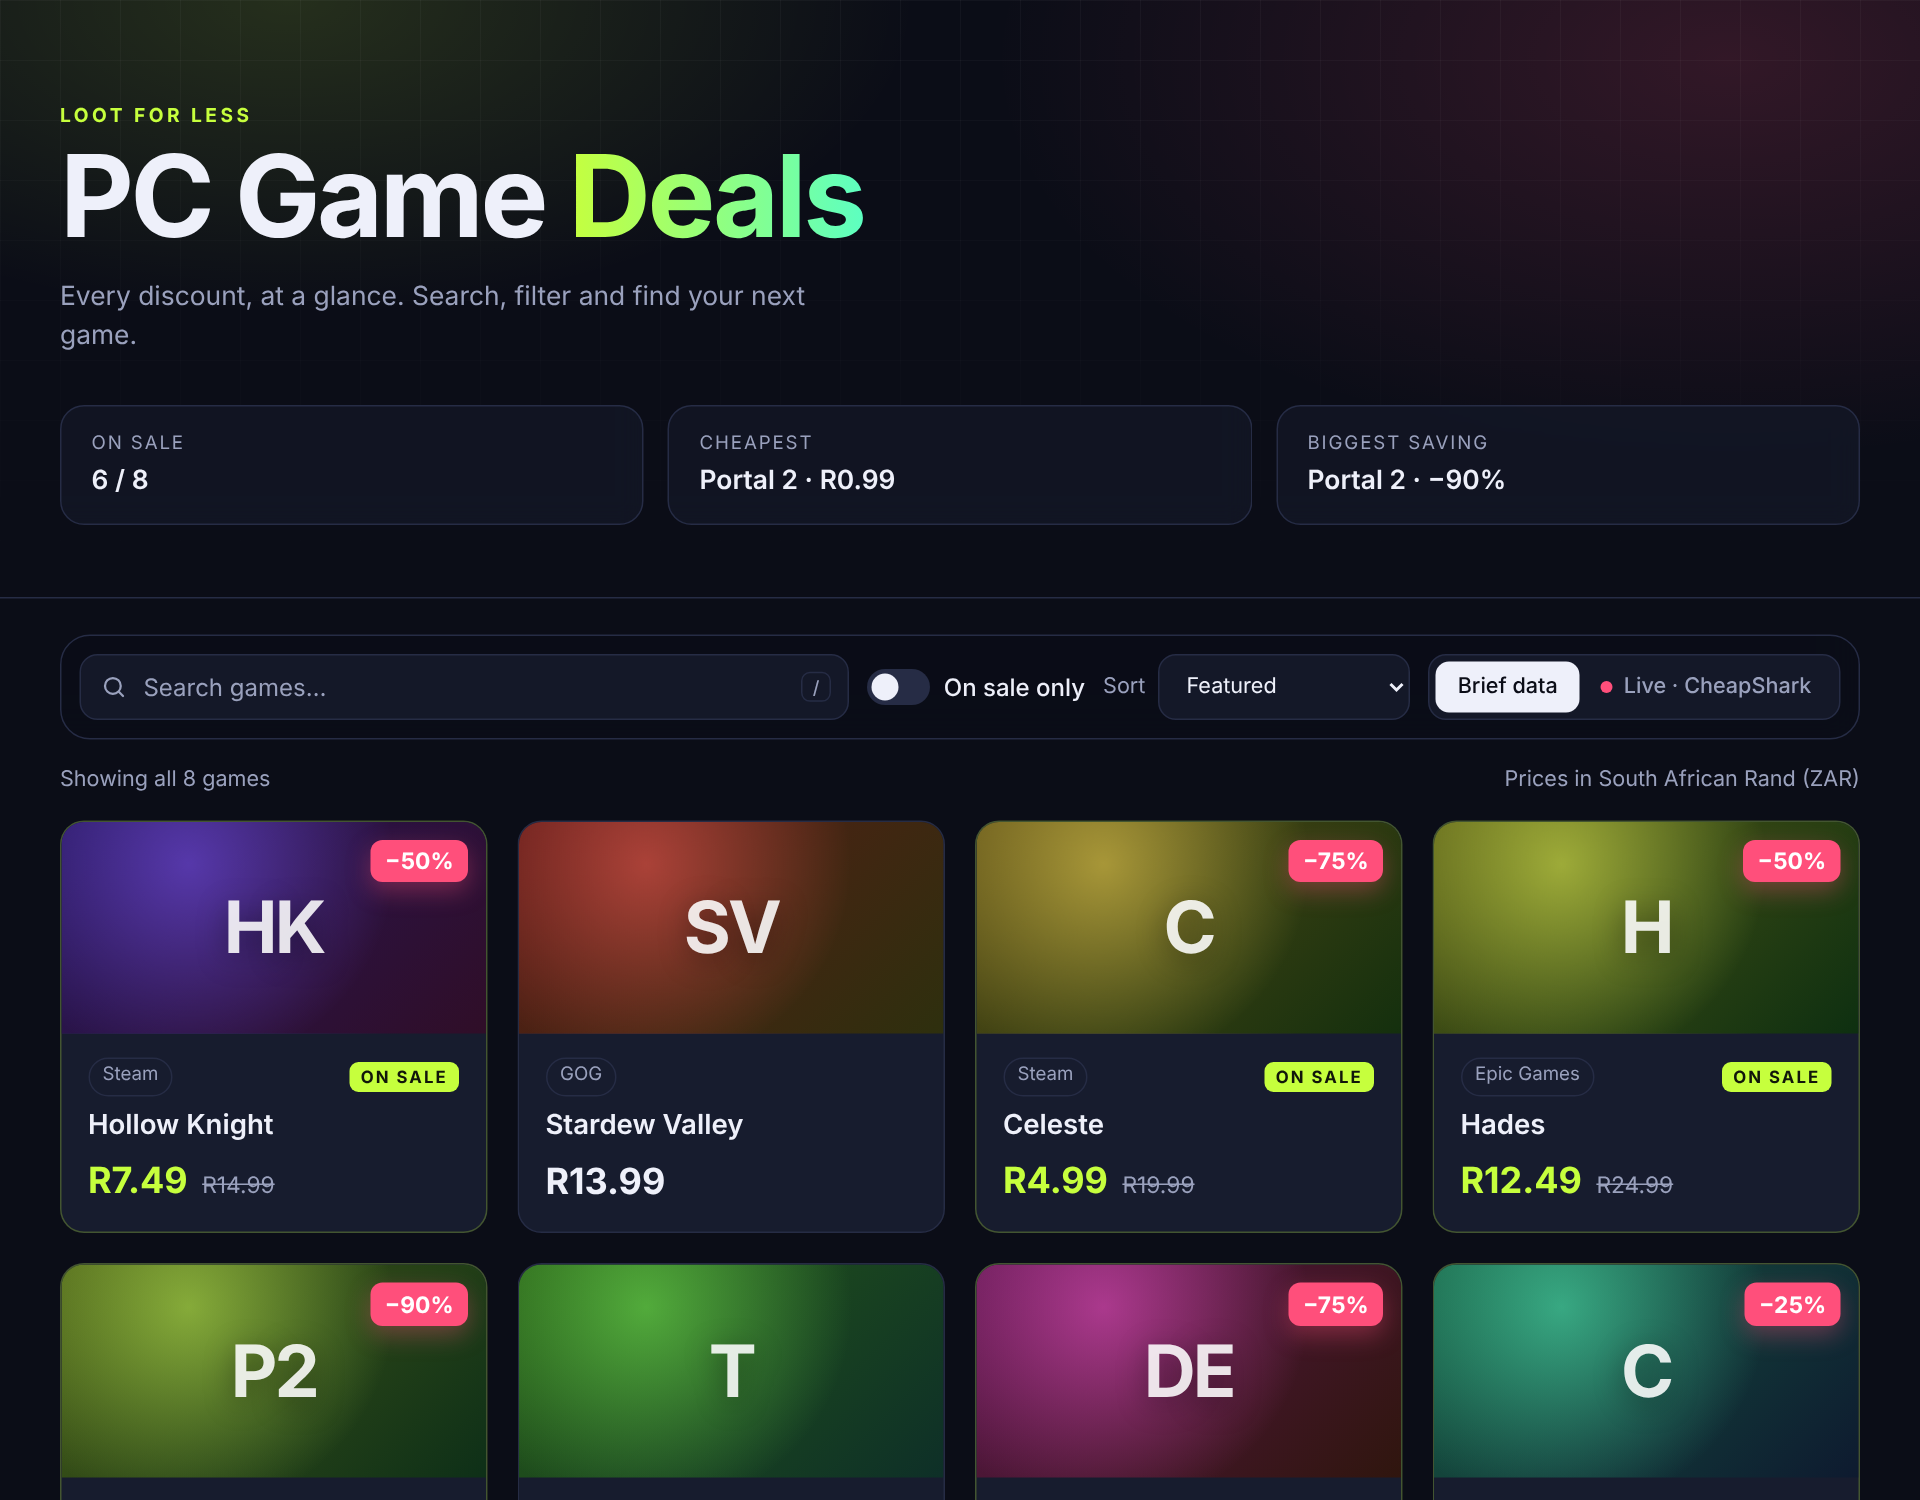 LOOT FOR LESS
PC Game Deals
Every discount, at a glance. Search, filter and find your next
game.
ON SALE
6 / 8
CHEAPEST
Portal 2 · R0.99
BIGGEST SAVING
Portal 2 · −90%
Search games...
/
On sale only
Sort
Featured
Brief data
Live · CheapShark
Showing all 8 games
Prices in South African Rand (ZAR)
−50%
HK
Steam
ON SALE
Hollow Knight
R7.49 R14.99
SV
GOG
Stardew Valley
R13.99
−75%
C
Steam
ON SALE
Celeste
R4.99 R19.99
−50%
H
Epic Games
ON SALE
Hades
R12.49 R24.99
−90%
P2
T
−75%
DE
−25%
C